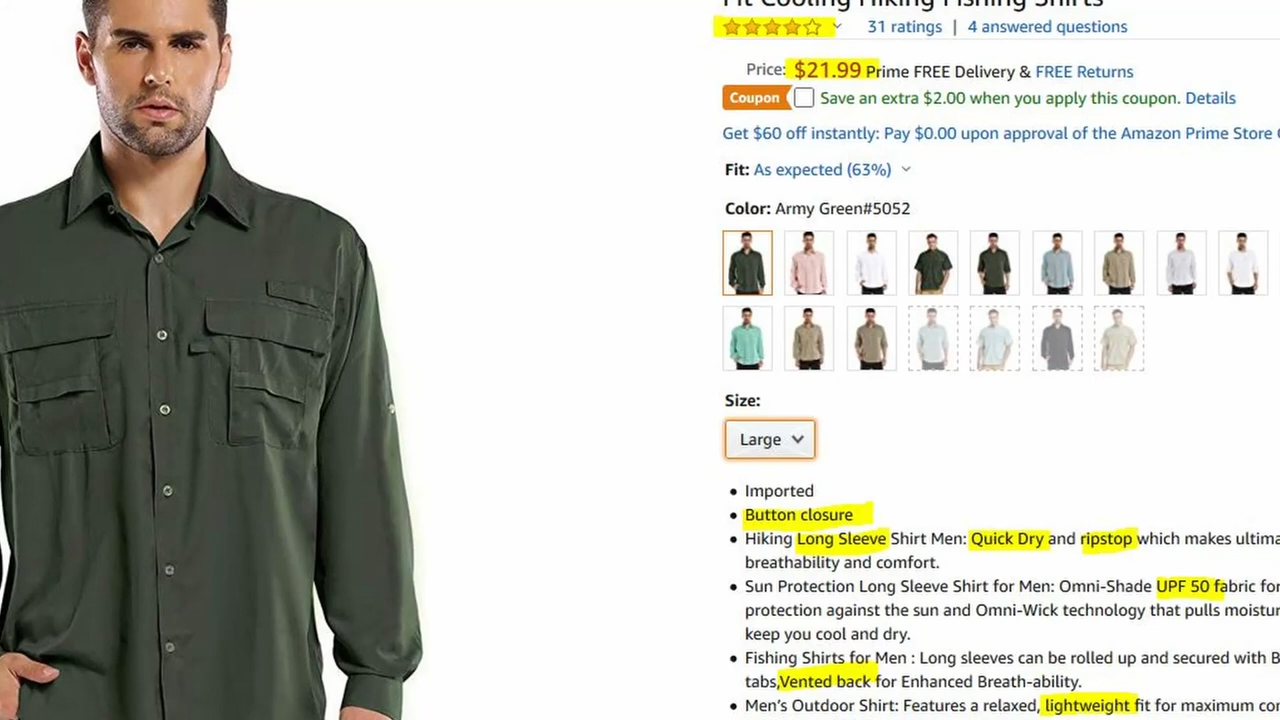 Fit Cooling Hiking Fishing Shirts
31 ratings | 4 answered questions
Price: $21.99 Prime FREE Delivery & FREE Returns
Coupon Save an extra $2.00 when you apply this coupon. Details
Get $60 off instantly: Pay $0.00 upon approval of the Amazon Prime Store
Fit: As expected (63%)
Color: Army Green#5052
Size:
Large
Imported
Button closure
Hiking Long Sleeve Shirt Men: Quick Dry and ripstop which makes
breathability and comfort.
Sun Protection Long Sleeve Shirt for Men: Omni-Shade UPF 50 fabric for
protection against the sun and Omni-Wick technology that pulls
keep you cool and dry.
Fishing Shirts for Men : Long sleeves can be rolled up and secured with
tabs,Vented back for Enhanced Breath-ability.
Men's Outdoor Shirt: Features a relaxed, lightweight fit for maximum